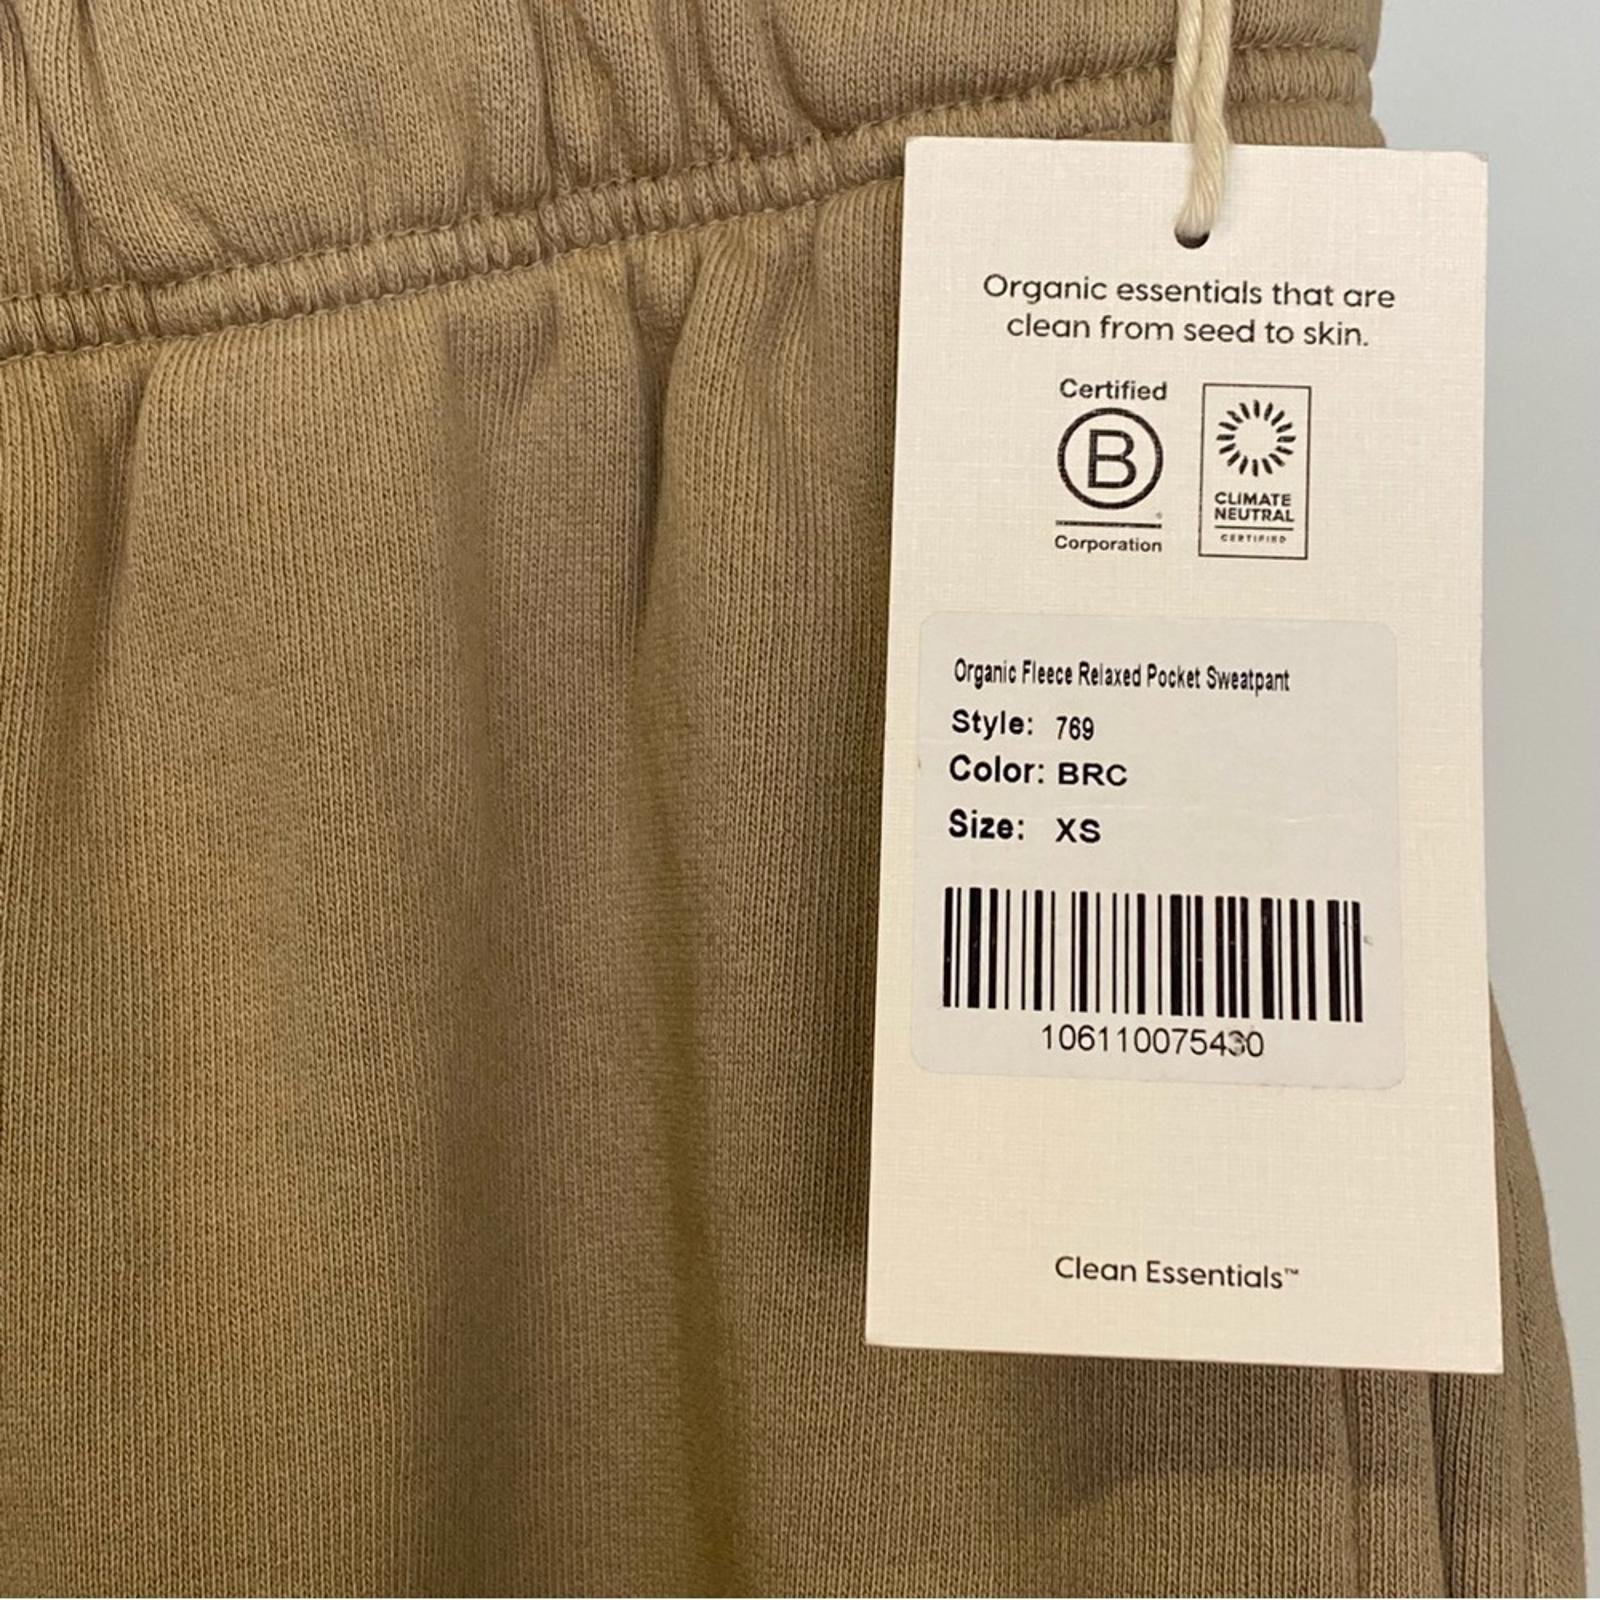 Organic essentials that are
clean from seed to skin.
Certified
B
Corporation
CLIMATE
NEUTRAL
CERTIFIED
Organic Fleece Relaxed Pocket Sweatpant
Style: 769
Color: BRC
Size: XS
106110075430
Clean Essentials™